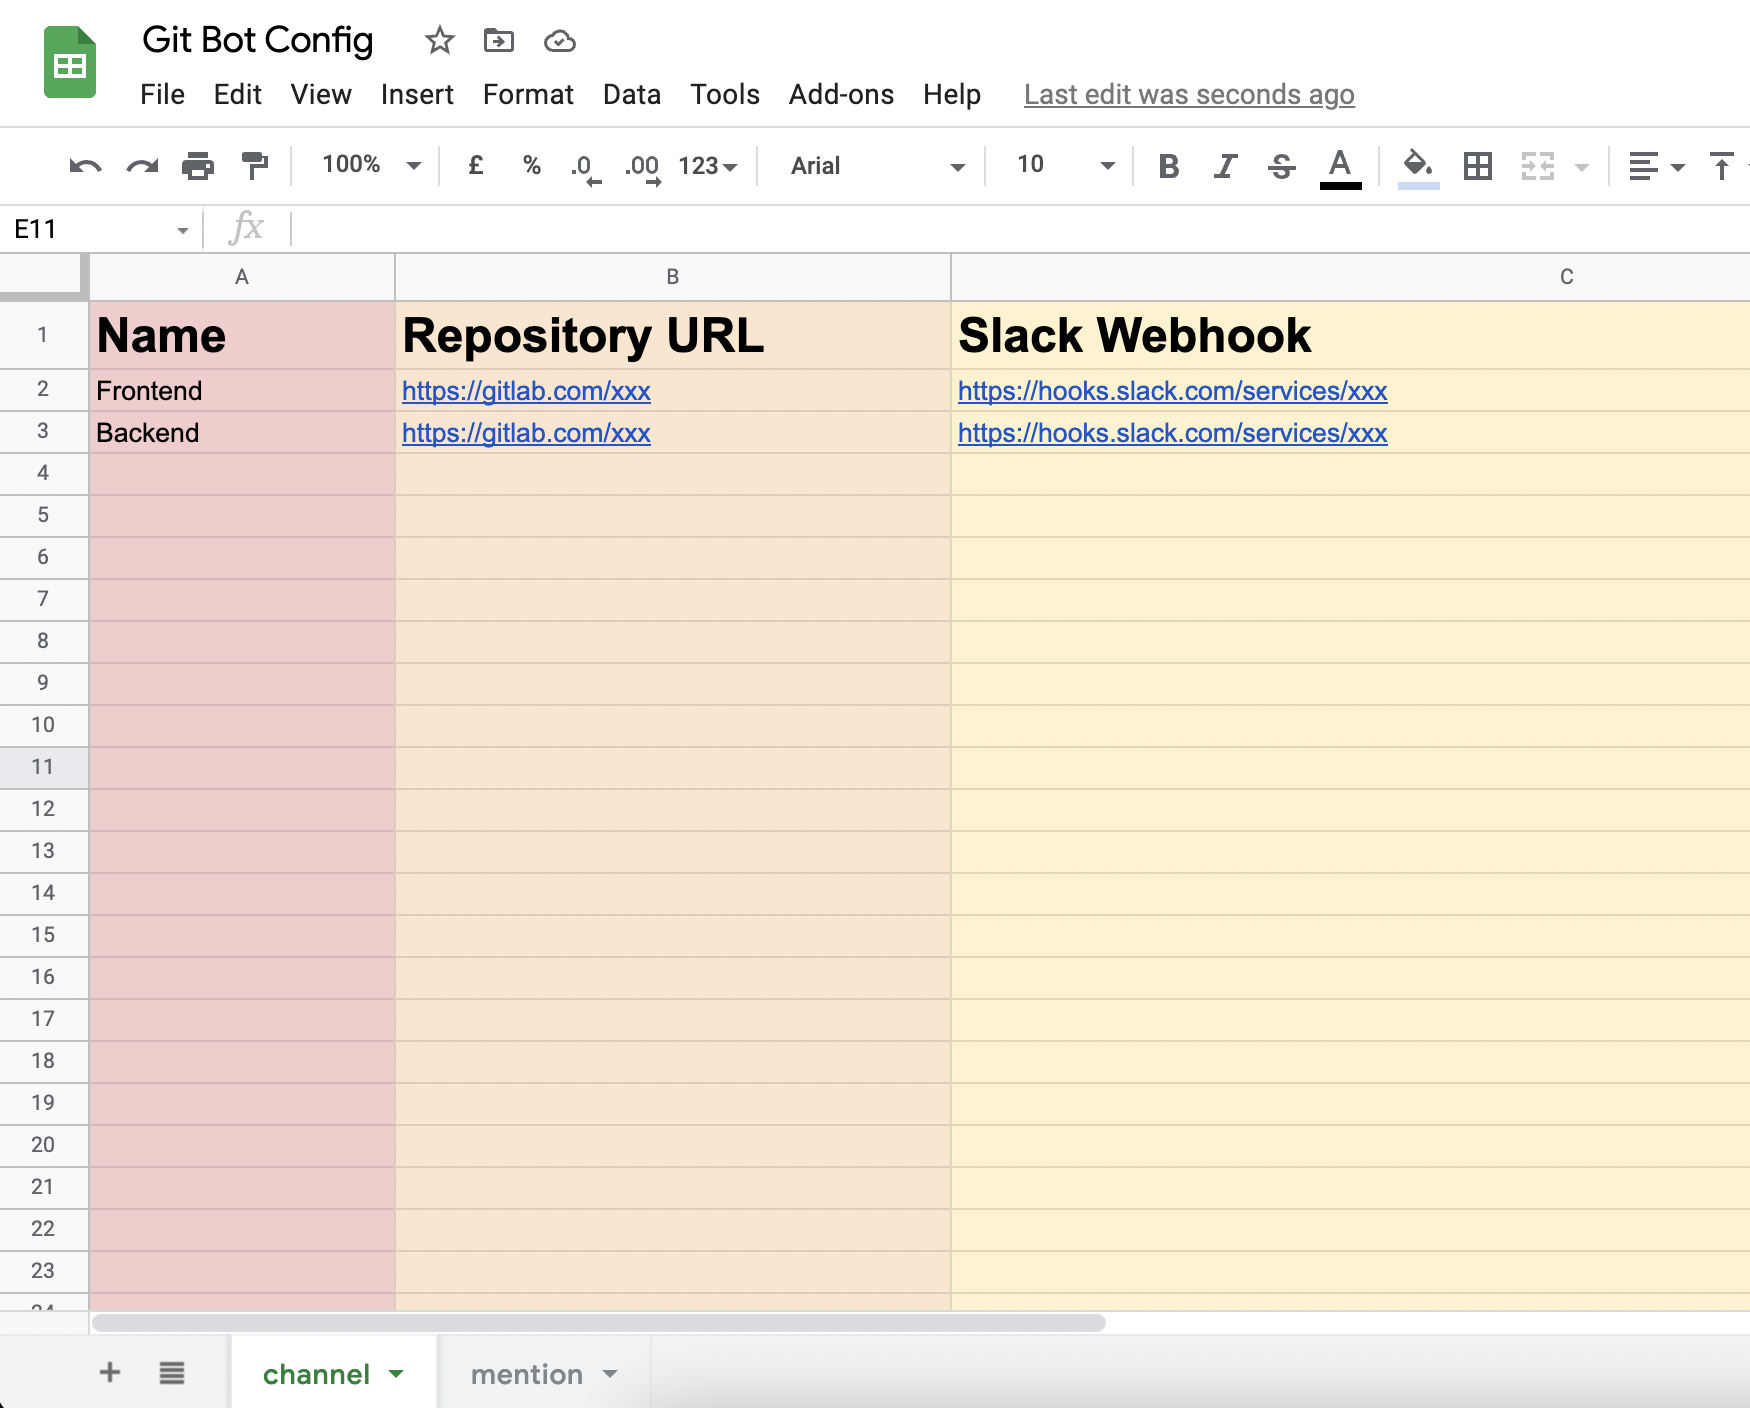 Git Bot Config
File Edit View Insert Format Data Tools Add-ons Help Last edit was seconds ago
100% £ % .0 .00 123 Arial 10 B I S A
E11 fx
A B C
1 Name Repository URL Slack Webhook
2 Frontend https://gitlab.com/xxx https://hooks.slack.com/services/xxx
3 Backend https://gitlab.com/xxx https://hooks.slack.com/services/xxx
4
5
6
7
8
9
10
11
12
13
14
15
16
17
18
19
20
21
22
23
24
channel mention